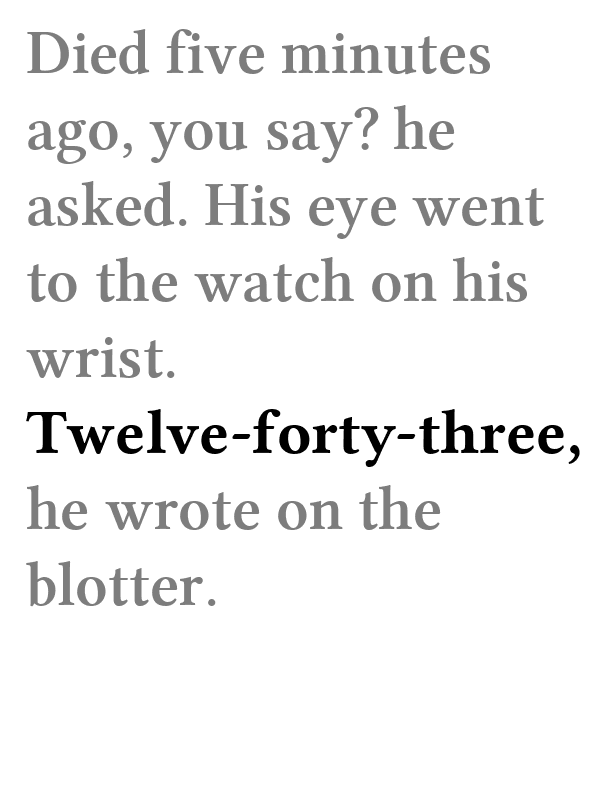 Died five minutes
ago, you say? he
asked. His eye went
to the watch on his
wrist.
Twelve-forty-three,
he wrote on the
blotter.